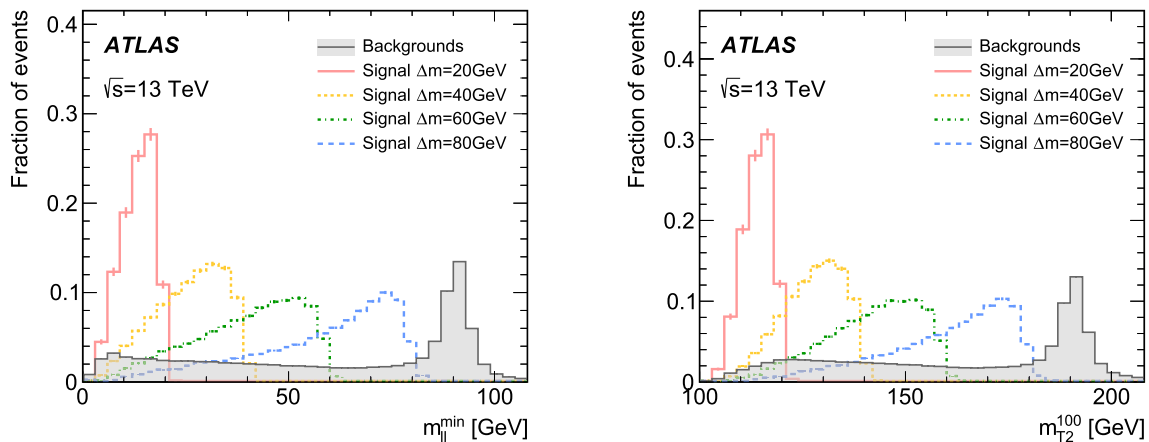 Fraction of events
0.4
0.3
0.2
0.1
0
ATLAS
√s=13 TeV
Backgrounds
Signal Δm=20GeV
Signal Δm=40GeV
Signal Δm=60GeV
Signal Δm=80GeV
0 50 100
m_ll^min [GeV]
Fraction of events
0.4
0.3
0.2
0.1
0
ATLAS
√s=13 TeV
Backgrounds
Signal Δm=20GeV
Signal Δm=40GeV
Signal Δm=60GeV
Signal Δm=80GeV
100 150 200
m_T2^100 [GeV]